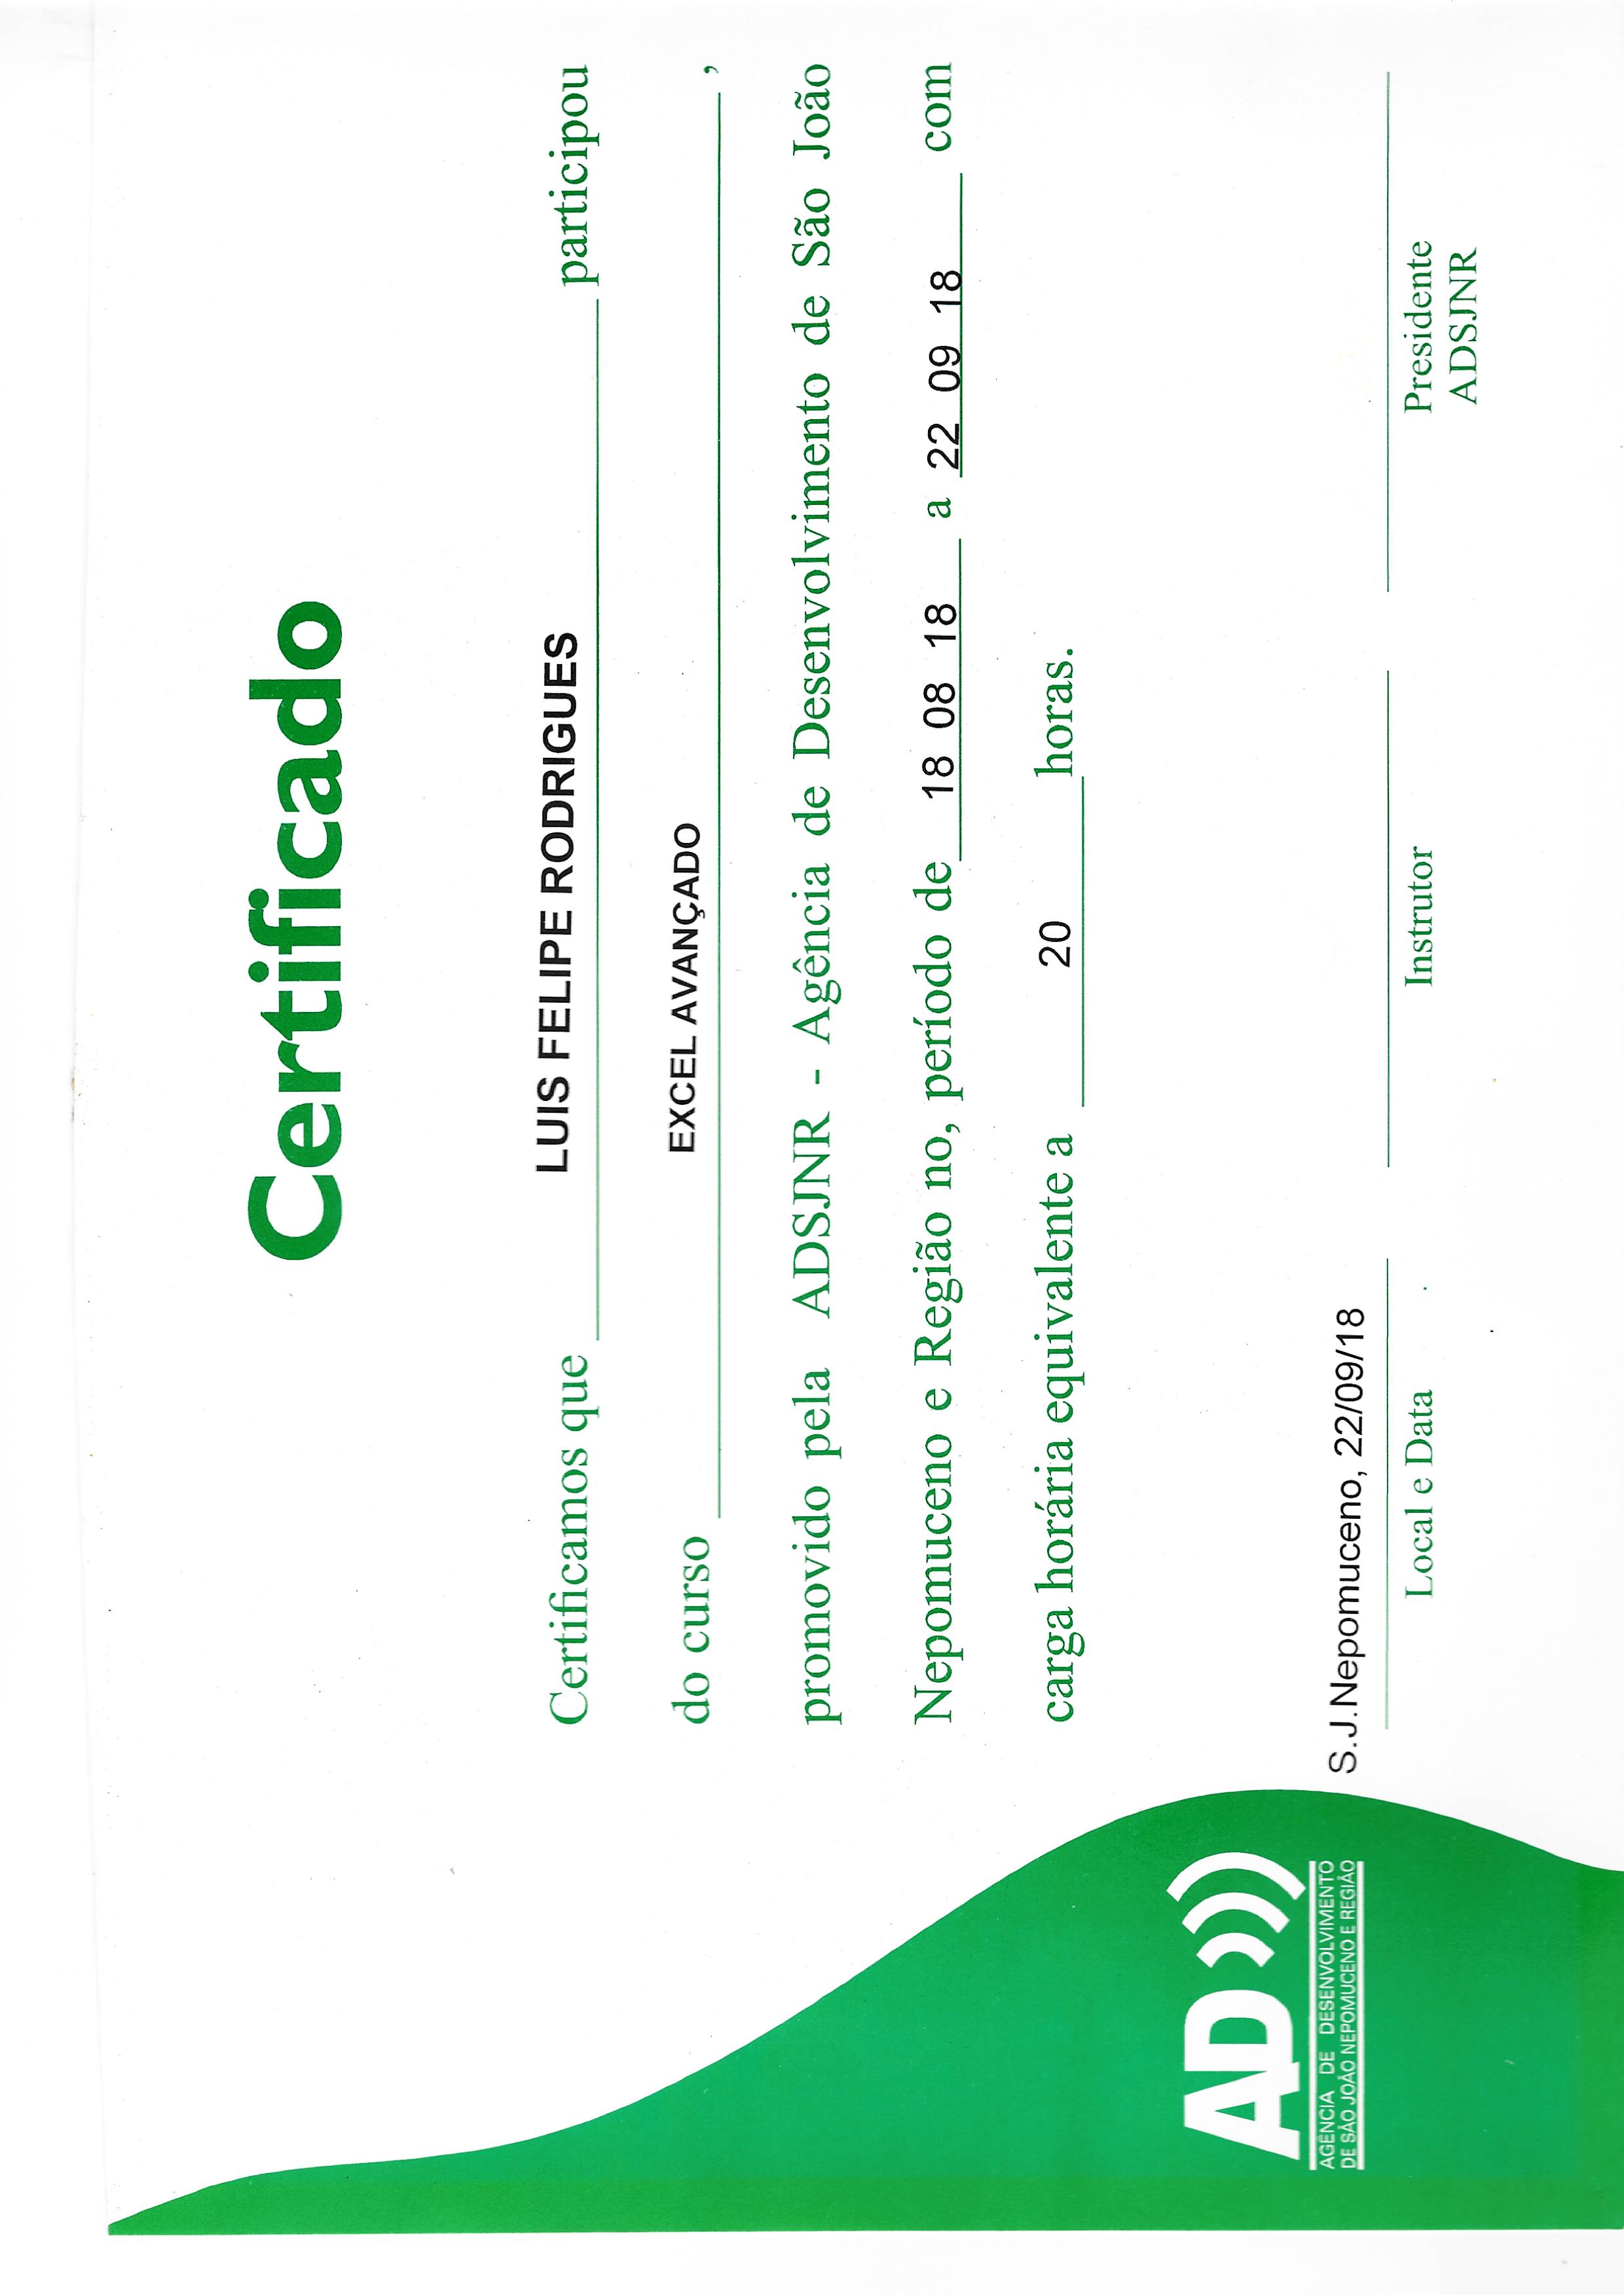 Certificado
Certificamos que LUIS FELIPE RODRIGUES participou
do curso EXCEL AVANÇADO ,
promovido pela ADSJNR - Agência de Desenvolvimento de São João
Nepomuceno e Região no, período de 18 08 18 a 22 09 18 com
carga horária equivalente a 20 horas.
AD
AGÊNCIA DE DESENVOLVIMENTO
DE SÃO JOÃO NEPOMUCENO E REGIÃO
S.J.Nepomuceno, 22/09/18
Local e Data
Instrutor
Presidente
ADSJNR